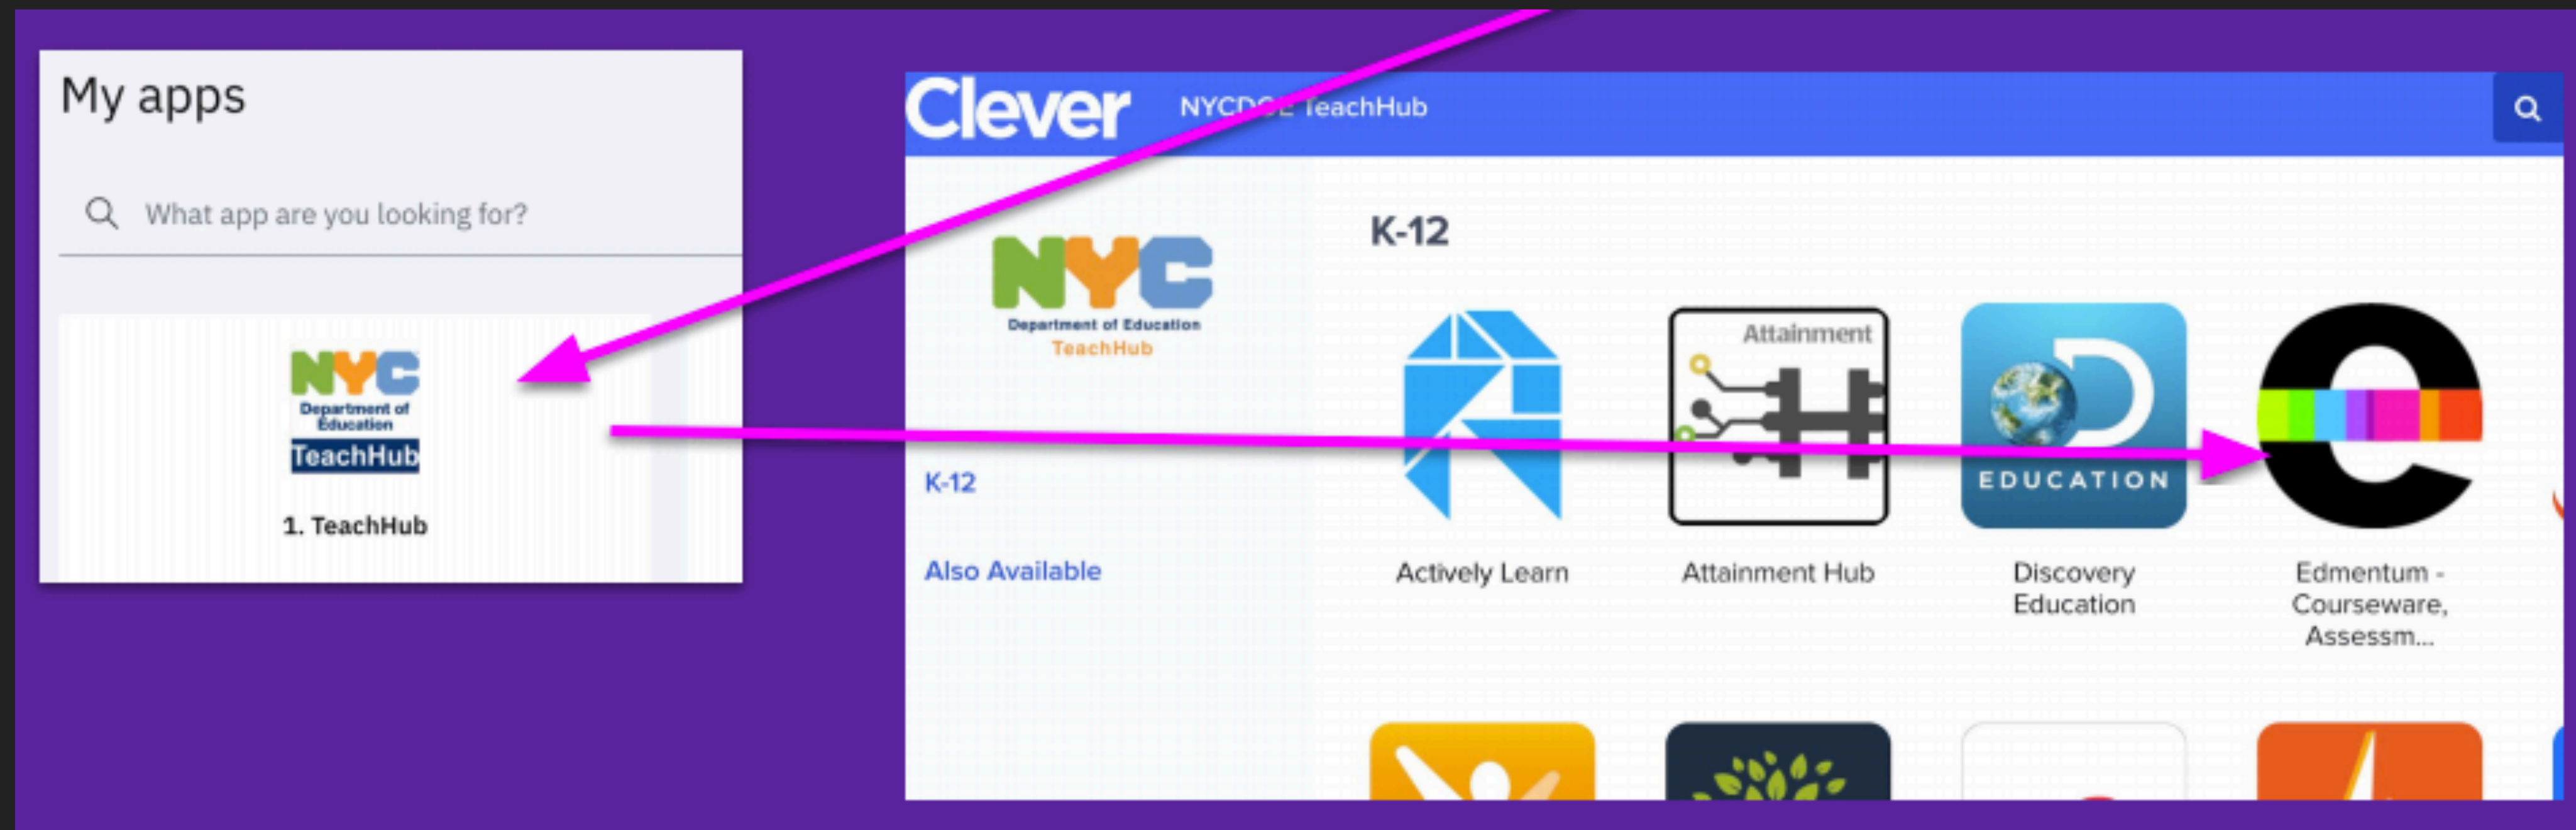 My apps
What app are you looking for?
NYC
Department of
Education
TeachHub
1. TeachHub
Clever
NYCDOE TeachHub
NYC
Department of Education
TeachHub
K-12
Also Available
K-12
Attainment
EDUCATION
Actively Learn
Attainment Hub
Discovery
Education
Edmentum -
Courseware,
Assessm...